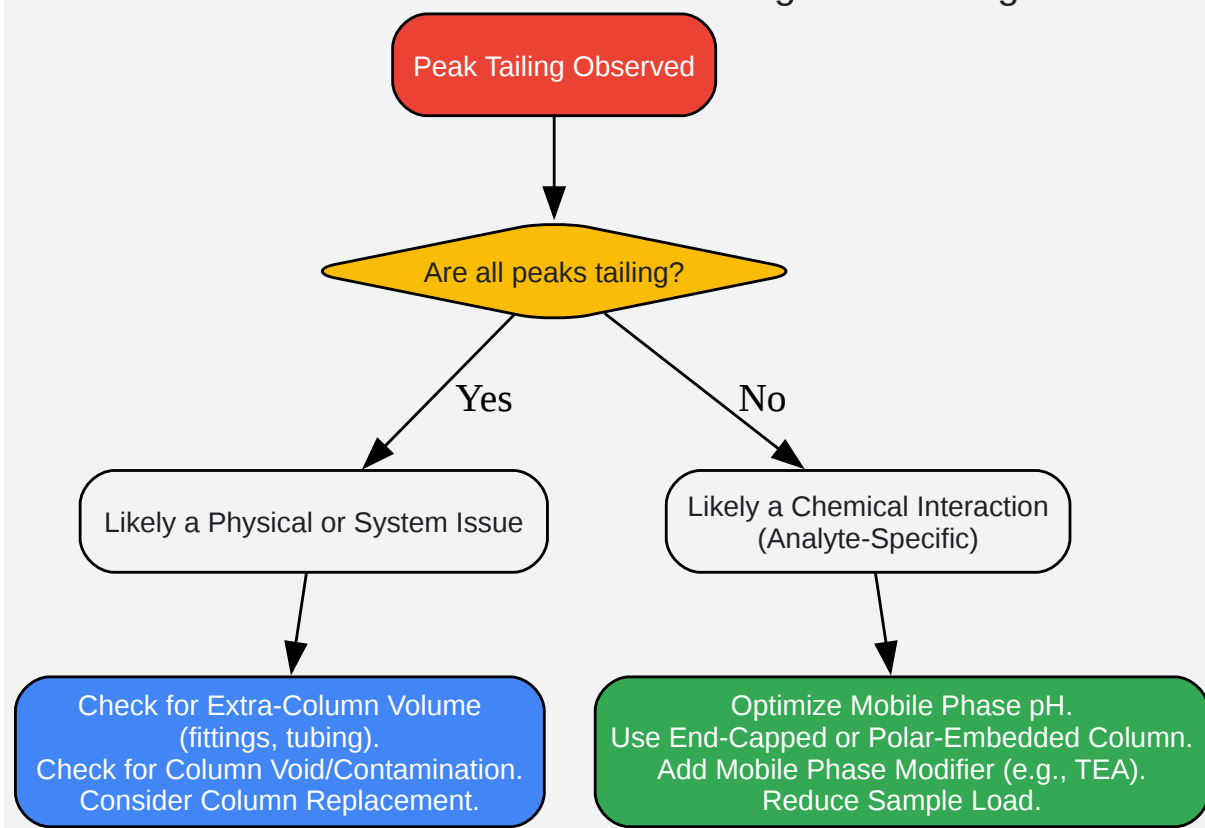 Peak Tailing Observed
Are all peaks tailing?
Yes
No
Likely a Physical or System Issue
Likely a Chemical Interaction
(Analyte-Specific)
Check for Extra-Column Volume
(fittings, tubing).
Check for Column Void/Contamination.
Consider Column Replacement.
Optimize Mobile Phase pH.
Use End-Capped or Polar-Embedded Column.
Add Mobile Phase Modifier (e.g., TEA).
Reduce Sample Load.